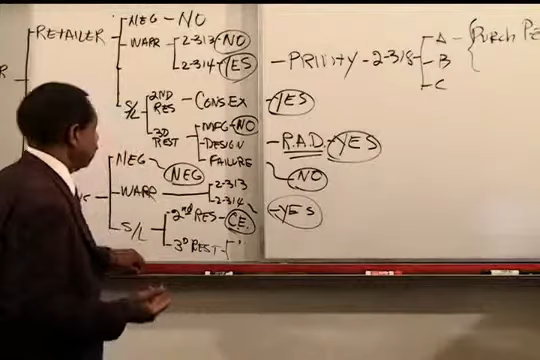 NEG - NO
RETAILER
WARR
2-313 NO
2-314 YES
PRIVITY - 2-318
A
B
C
PURCH PE
S/L
2ND RES - CONS EX YES
3D REST
MFG - NO
DESIGN - R.A.D. - YES
FAILURE
NEG NEG NO
WARR
2-313
2-314 YES
S/L
2nd RES - C.E.
3D REST